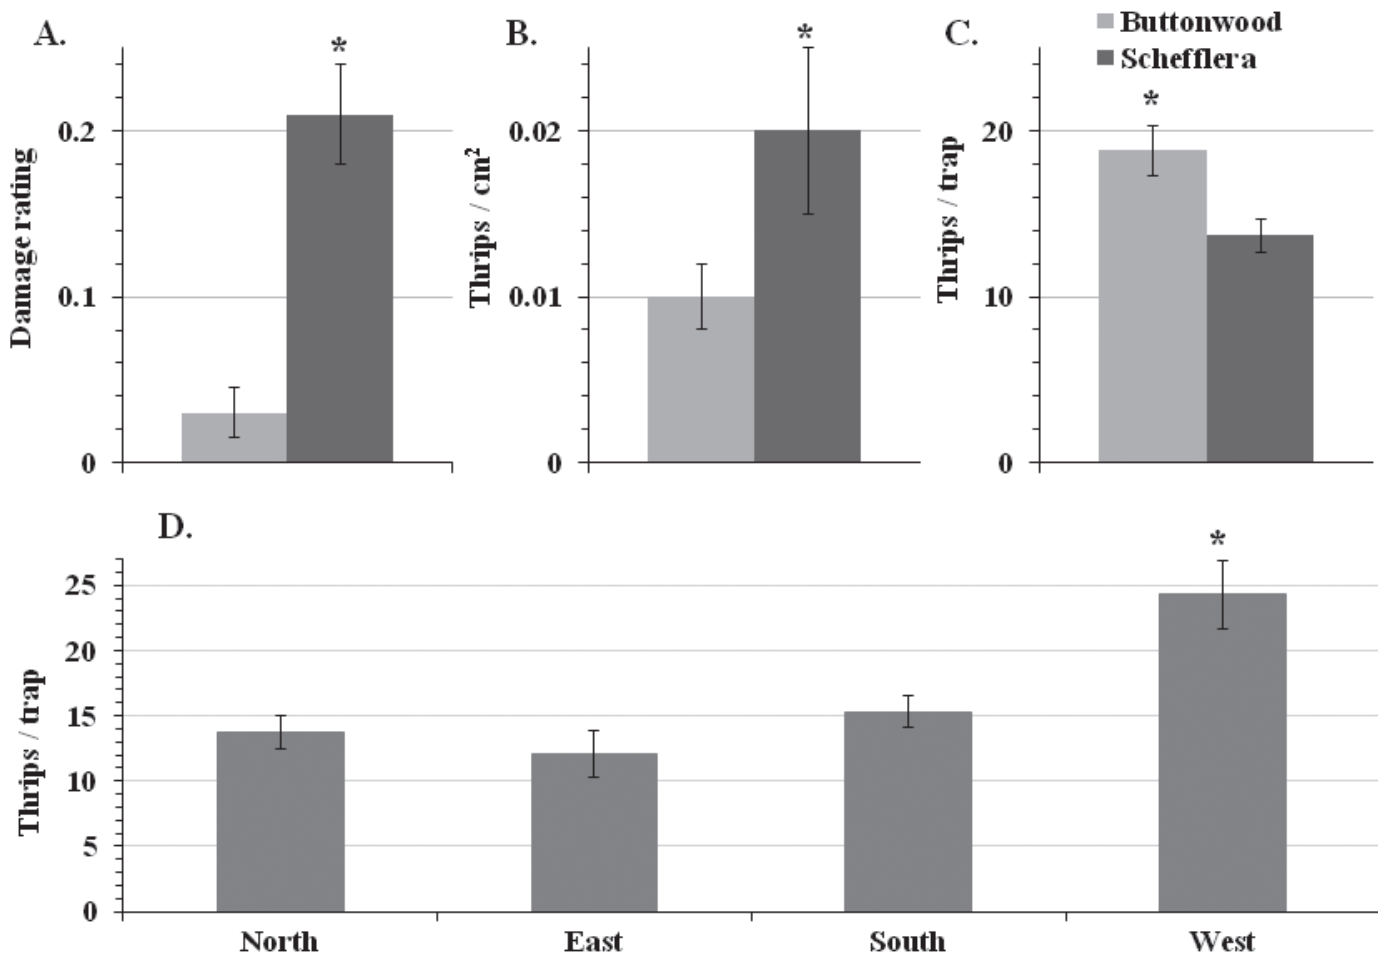 A.
*
0.2
0.1
0
Damage rating
B.
*
0.02
0.01
0
Thrips / cm²
C.
Buttonwood
Schefflera
*
20
10
0
Thrips / trap
D.
*
25
20
15
10
5
0
Thrips / trap
North East South West